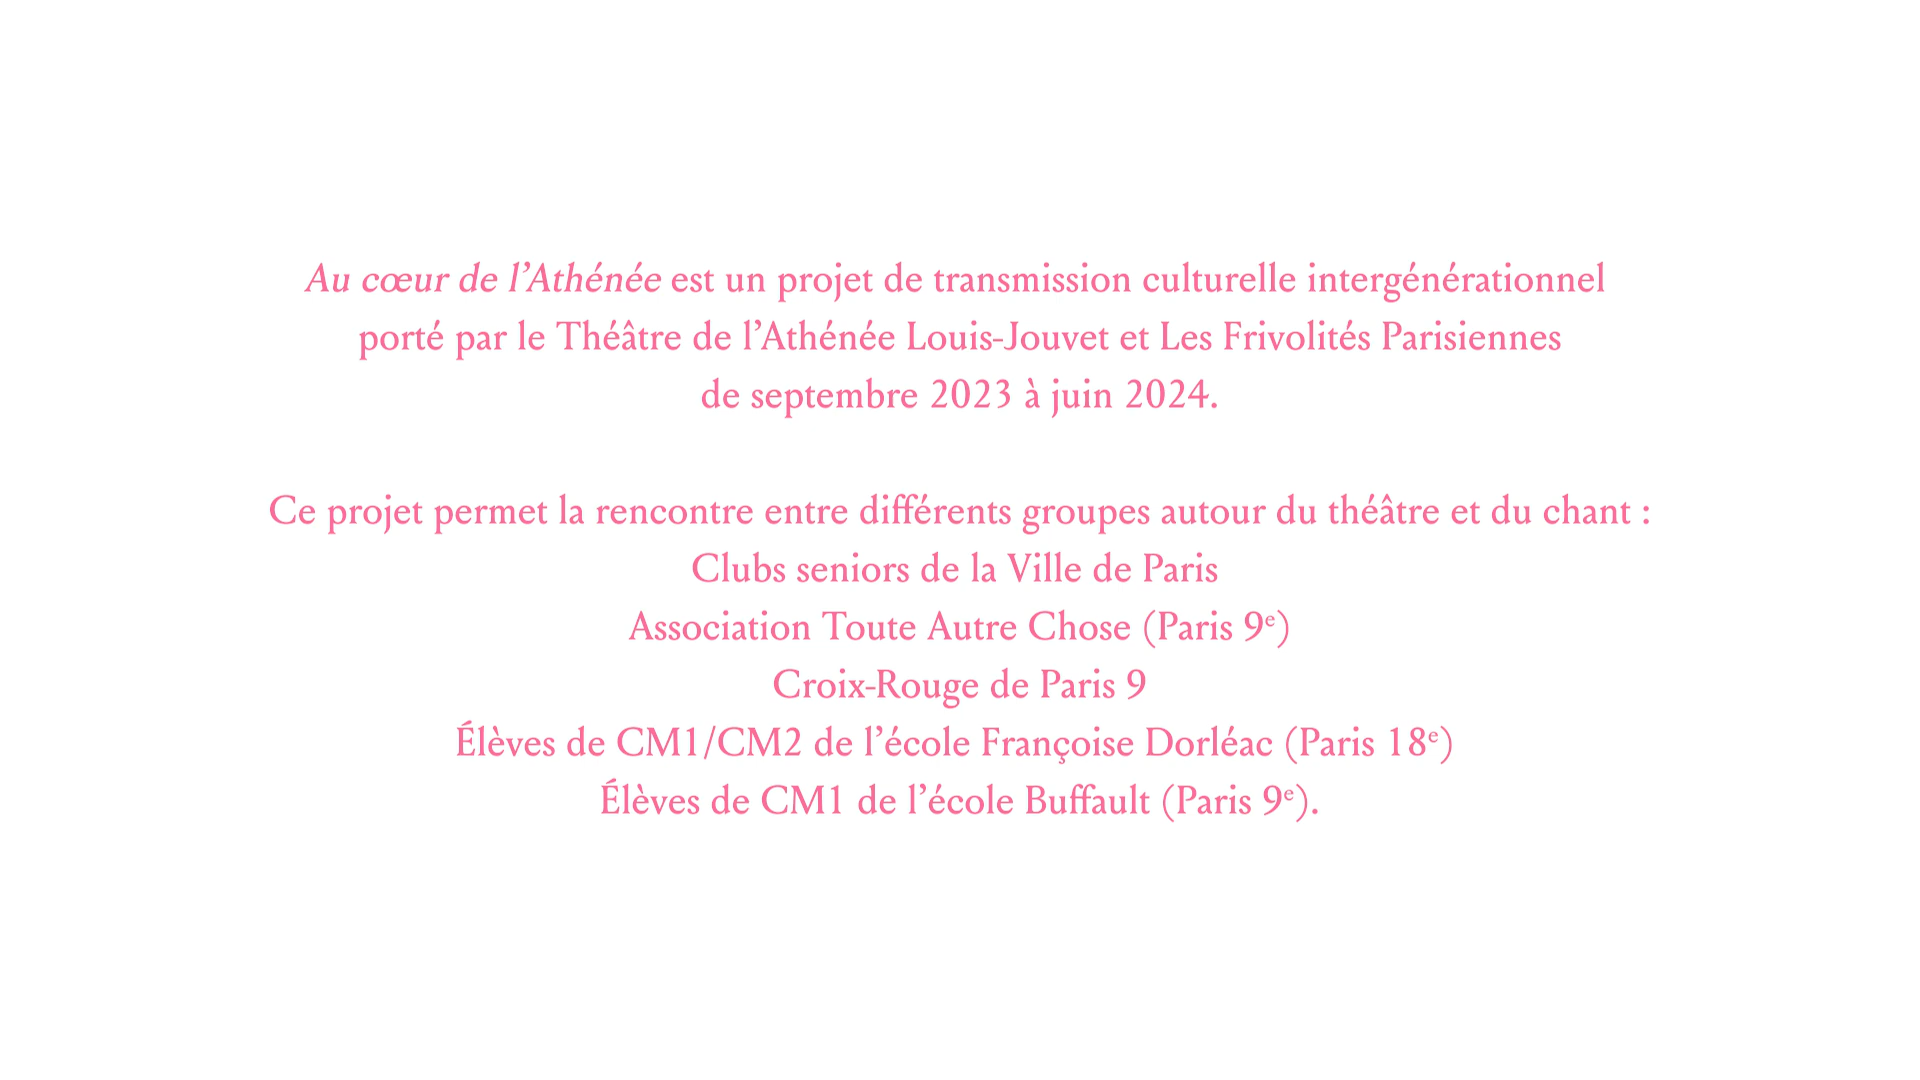 Au cœur de l’Athénée est un projet de transmission culturelle intergénérationnel
porté par le Théâtre de l’Athénée Louis-Jouvet et Les Frivolités Parisiennes
de septembre 2023 à juin 2024.
Ce projet permet la rencontre entre différents groupes autour du théâtre et du chant :
Clubs seniors de la Ville de Paris
Association Toute Autre Chose (Paris 9ᵉ)
Croix-Rouge de Paris 9
Élèves de CM1/CM2 de l’école Françoise Dorléac (Paris 18ᵉ)
Élèves de CM1 de l’école Buffault (Paris 9ᵉ).